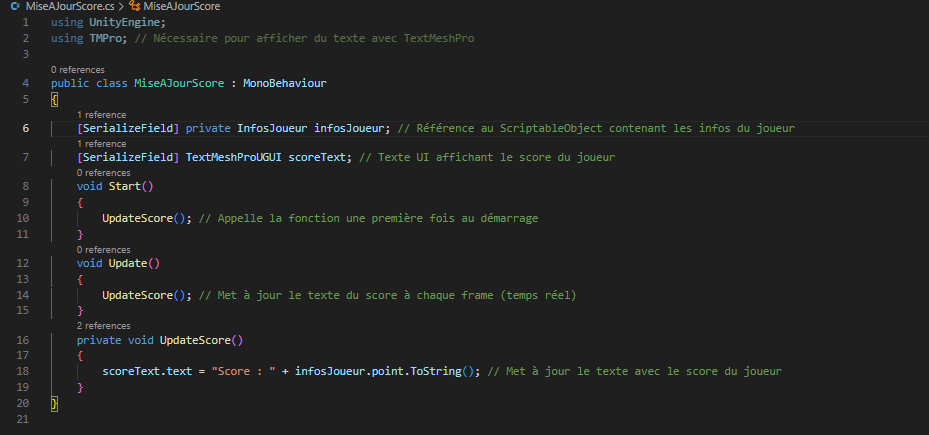 MiseAJourScore.cs > MiseAJourScore
1 using UnityEngine;
2 using TMPro; // Nécessaire pour afficher du texte avec TextMeshPro
3
0 references
4 public class MiseAJourScore : MonoBehaviour
5 {
1 reference
6 [SerializeField] private InfosJoueur infosJoueur; // Référence au ScriptableObject contenant les infos du joueur
1 reference
7 [SerializeField] TextMeshProUGUI scoreText; // Texte UI affichant le score du joueur
0 references
8 void Start()
9 {
10 UpdateScore(); // Appelle la fonction une première fois au démarrage
11 }
0 references
12 void Update()
13 {
14 UpdateScore(); // Met à jour le texte du score à chaque frame (temps réel)
15 }
2 references
16 private void UpdateScore()
17 {
18 scoreText.text = "Score : " + infosJoueur.point.ToString(); // Met à jour le texte avec le score du joueur
19 }
20 }
21